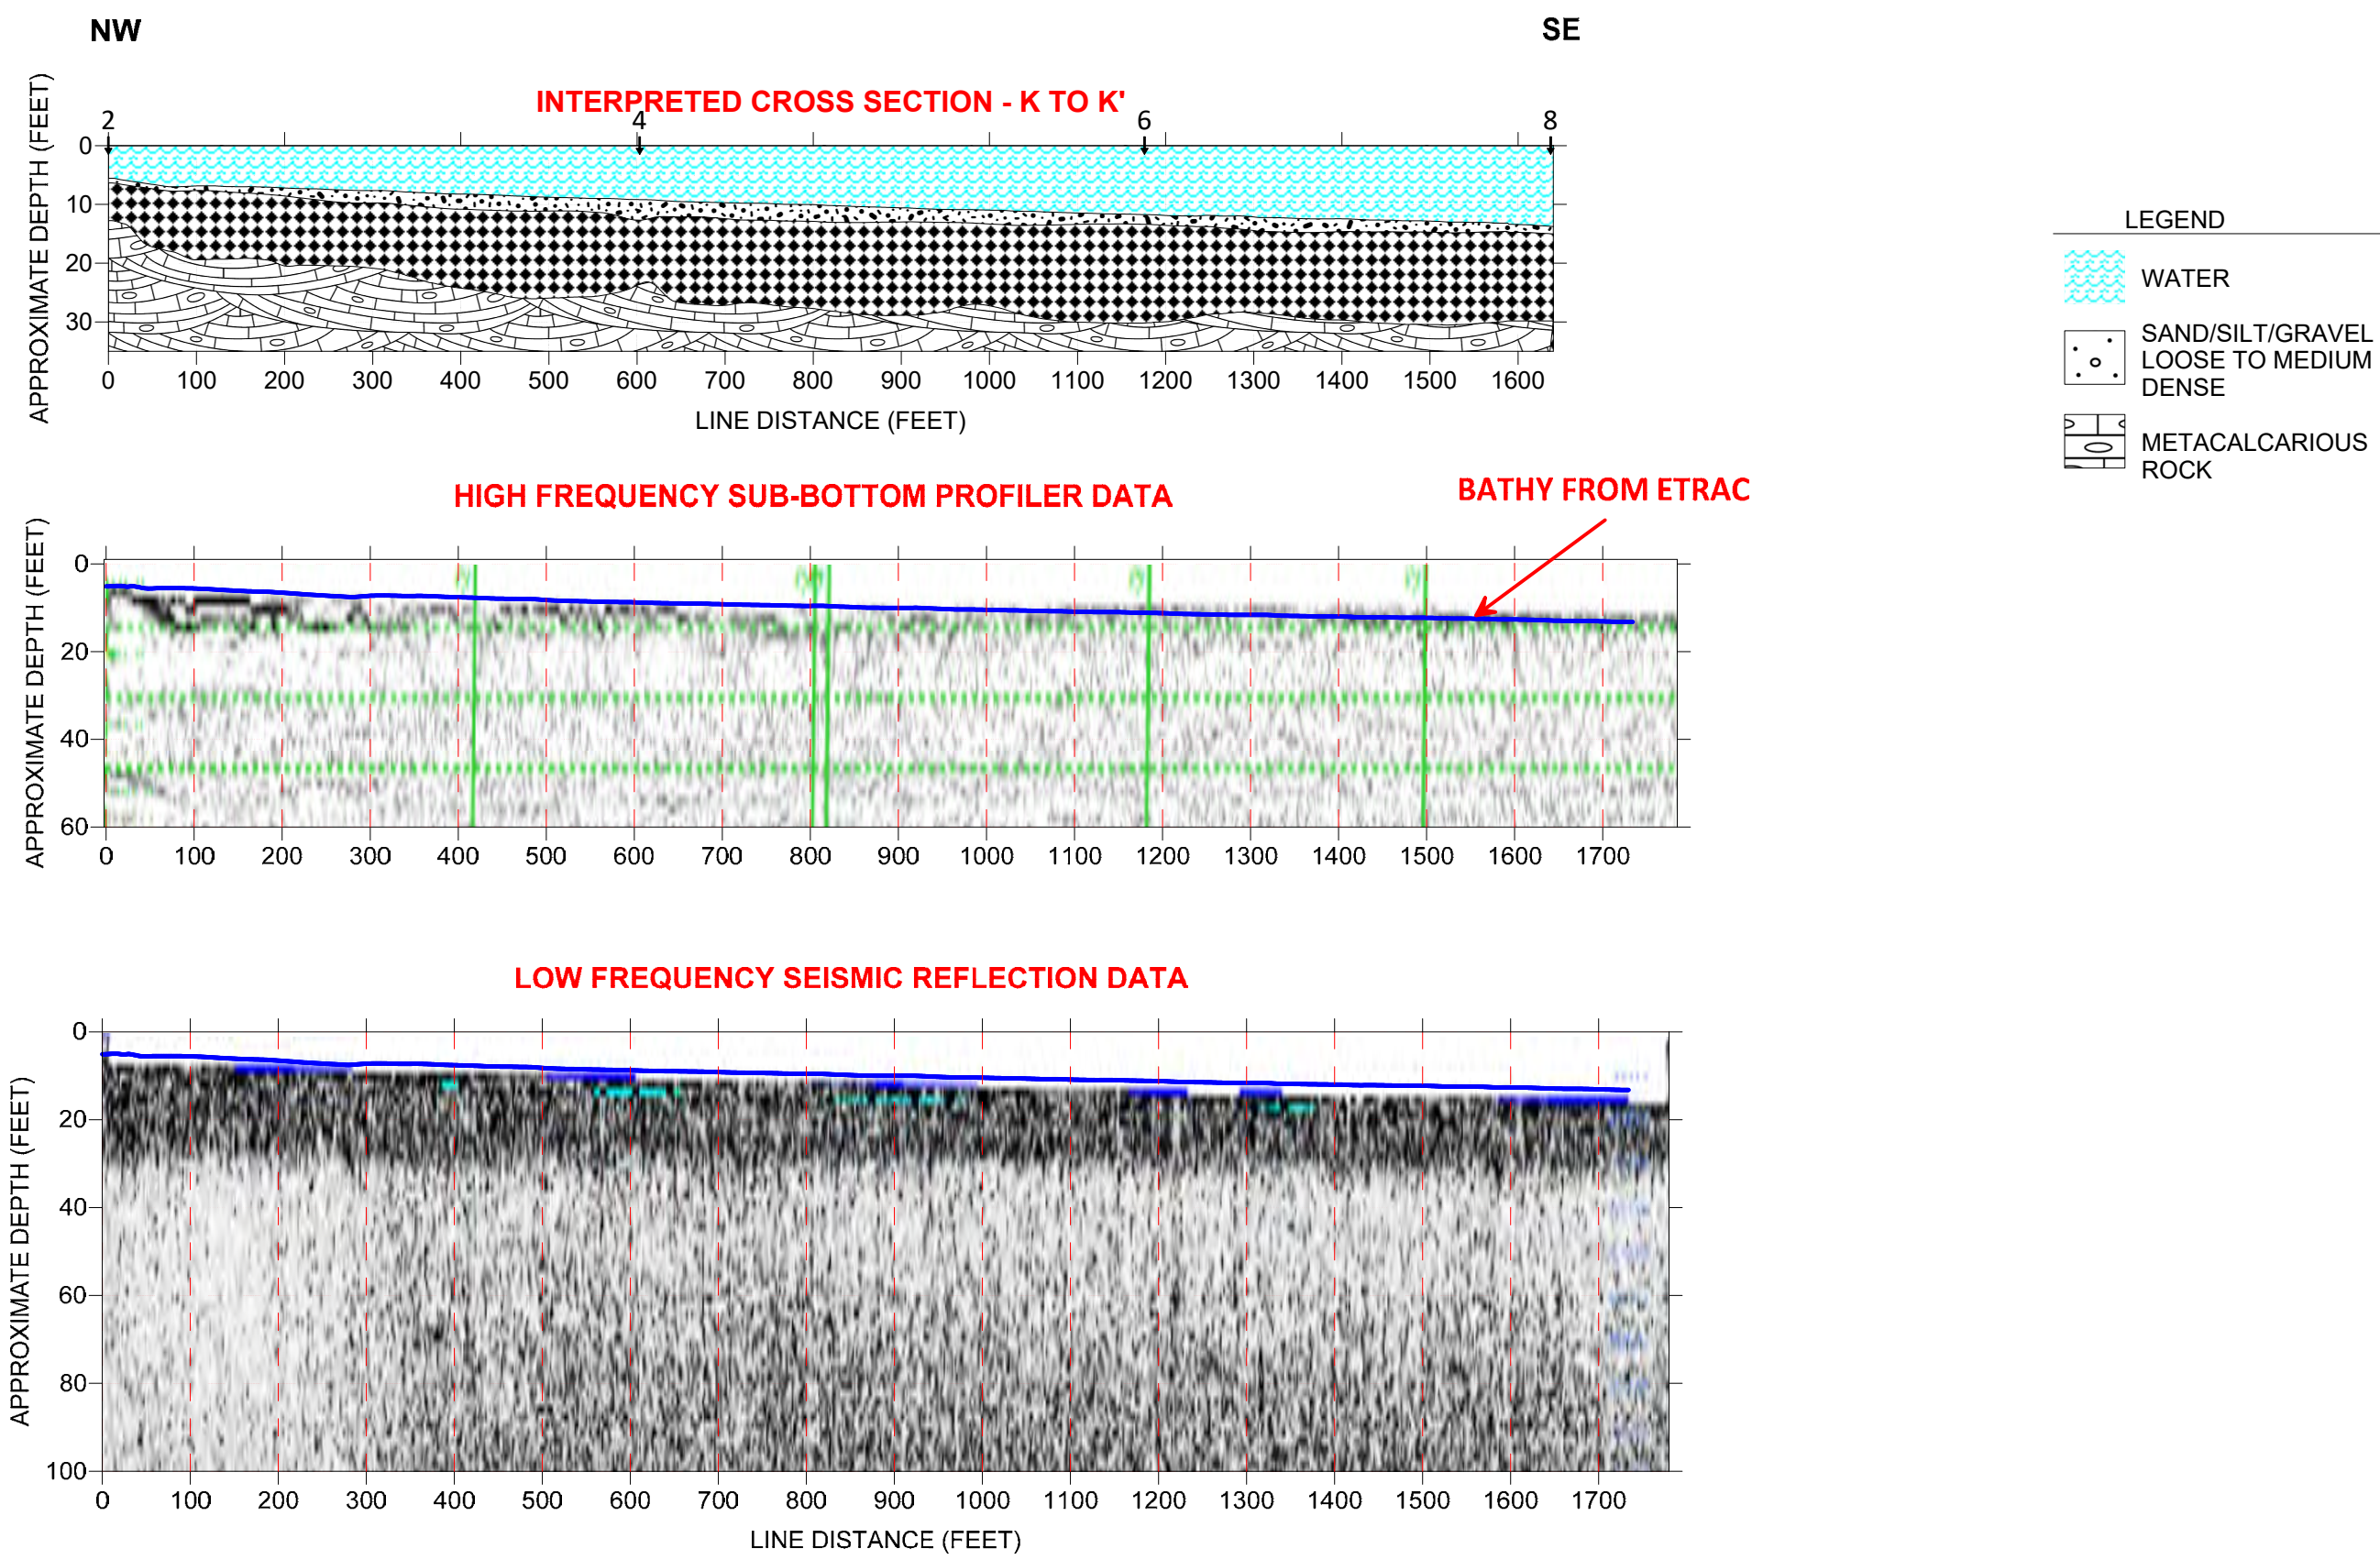 NW
SE
INTERPRETED CROSS SECTION - K TO K'
2 4 6 8
APPROXIMATE DEPTH (FEET)
0
10
20
30
0 100 200 300 400 500 600 700 800 900 1000 1100 1200 1300 1400 1500 1600
LINE DISTANCE (FEET)
LEGEND
WATER
SAND/SILT/GRAVEL
LOOSE TO MEDIUM
DENSE
METACALCARIOUS
ROCK
HIGH FREQUENCY SUB-BOTTOM PROFILER DATA
BATHY FROM ETRAC
APPROXIMATE DEPTH (FEET)
0
20
40
60
0 100 200 300 400 500 600 700 800 900 1000 1100 1200 1300 1400 1500 1600 1700
LOW FREQUENCY SEISMIC REFLECTION DATA
APPROXIMATE DEPTH (FEET)
0
20
40
60
80
100
0 100 200 300 400 500 600 700 800 900 1000 1100 1200 1300 1400 1500 1600 1700
LINE DISTANCE (FEET)